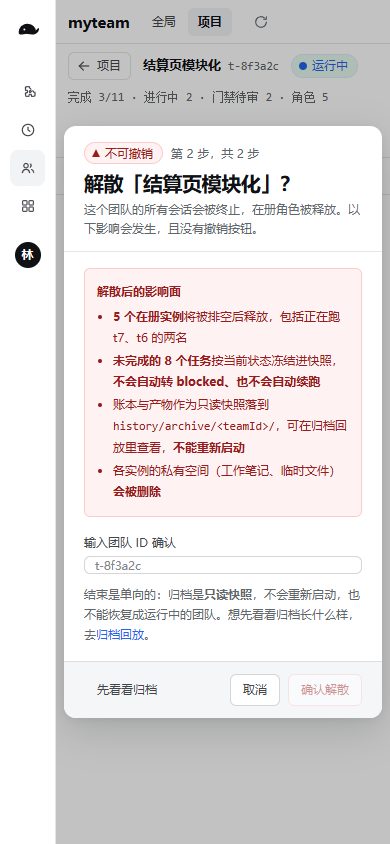 myteam 全局 项目
← 项目 结算页模块化 t-8f3a2c 运行中
完成 3/11 · 进行中 2 · 门禁待审 2 · 角色 5
林
▲ 不可撤销 第 2 步，共 2 步
解散「结算页模块化」？
这个团队的所有会话会被终止，在册角色被释放。以
下影响会发生，且没有撤销按钮。
解散后的影响面
• 5 个在册实例将被排空后释放，包括正在跑
t7、t6 的两名
• 未完成的 8 个任务按当前状态冻结进快照，
不会自动转 blocked、也不会自动续跑
• 账本与产物作为只读快照落到
history/archive/<teamId>/，可在归档回
放里查看，不能重新启动
• 各实例的私有空间（工作笔记、临时文件）
会被删除
输入团队 ID 确认
t-8f3a2c
结束是单向的：归档是只读快照，不会重新启动，也
不能恢复成运行中的团队。想先看看归档长什么样，
去归档回放。
先看看归档 取消 确认解散